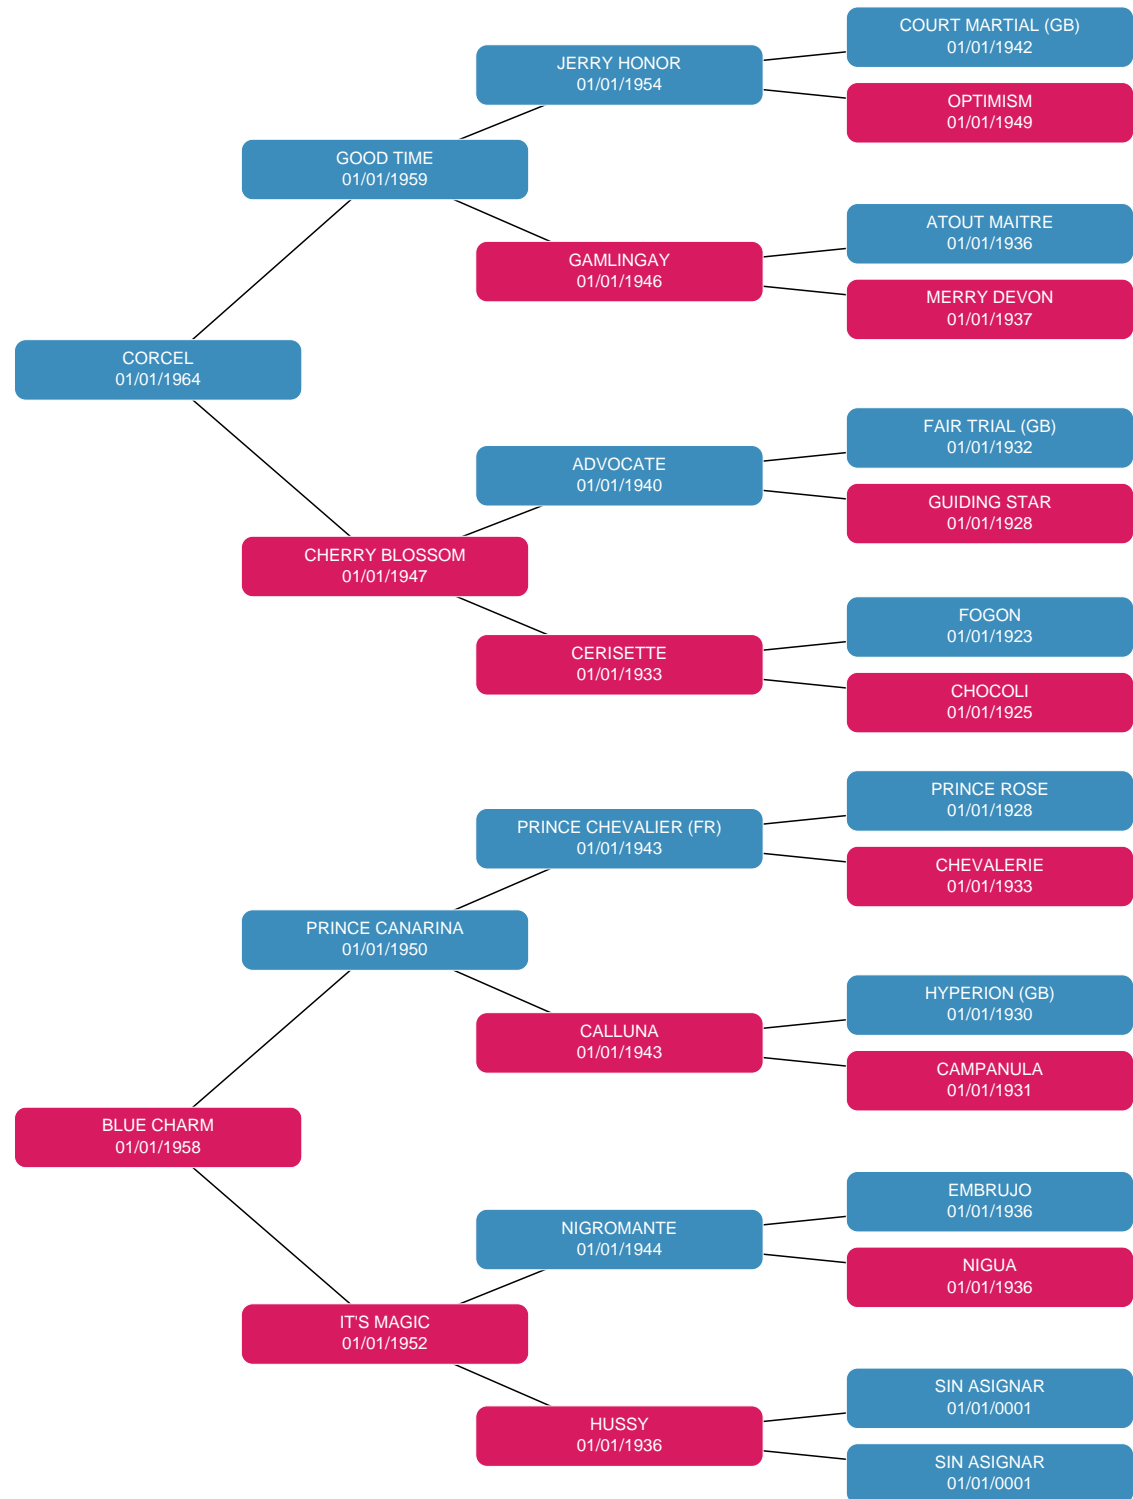 COURT MARTIAL (GB)
01/01/1942
JERRY HONOR
01/01/1954
OPTIMISM
01/01/1949
GOOD TIME
01/01/1959
ATOUT MAITRE
01/01/1936
GAMLINGAY
01/01/1946
MERRY DEVON
01/01/1937
CORCEL
01/01/1964
FAIR TRIAL (GB)
01/01/1932
ADVOCATE
01/01/1940
GUIDING STAR
01/01/1928
CHERRY BLOSSOM
01/01/1947
FOGON
01/01/1923
CERISETTE
01/01/1933
CHOCOLI
01/01/1925
PRINCE ROSE
01/01/1928
PRINCE CHEVALIER (FR)
01/01/1943
CHEVALERIE
01/01/1933
PRINCE CANARINA
01/01/1950
HYPERION (GB)
01/01/1930
CALLUNA
01/01/1943
CAMPANULA
01/01/1931
BLUE CHARM
01/01/1958
EMBRUJO
01/01/1936
NIGROMANTE
01/01/1944
NIGUA
01/01/1936
IT'S MAGIC
01/01/1952
SIN ASIGNAR
01/01/0001
HUSSY
01/01/1936
SIN ASIGNAR
01/01/0001